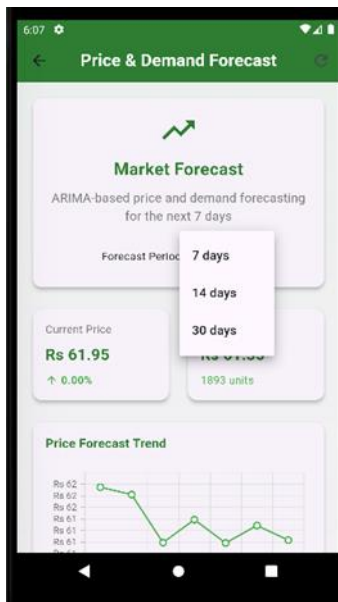 6:07
Price & Demand Forecast
Market Forecast
ARIMA-based price and demand forecasting
for the next 7 days
Forecast Period
7 days
14 days
30 days
Current Price
Rs 61.95
↑ 0.00%
1893 units
Price Forecast Trend
Rs 62
Rs 62
Rs 62
Rs 61
Rs 61
Rs 61